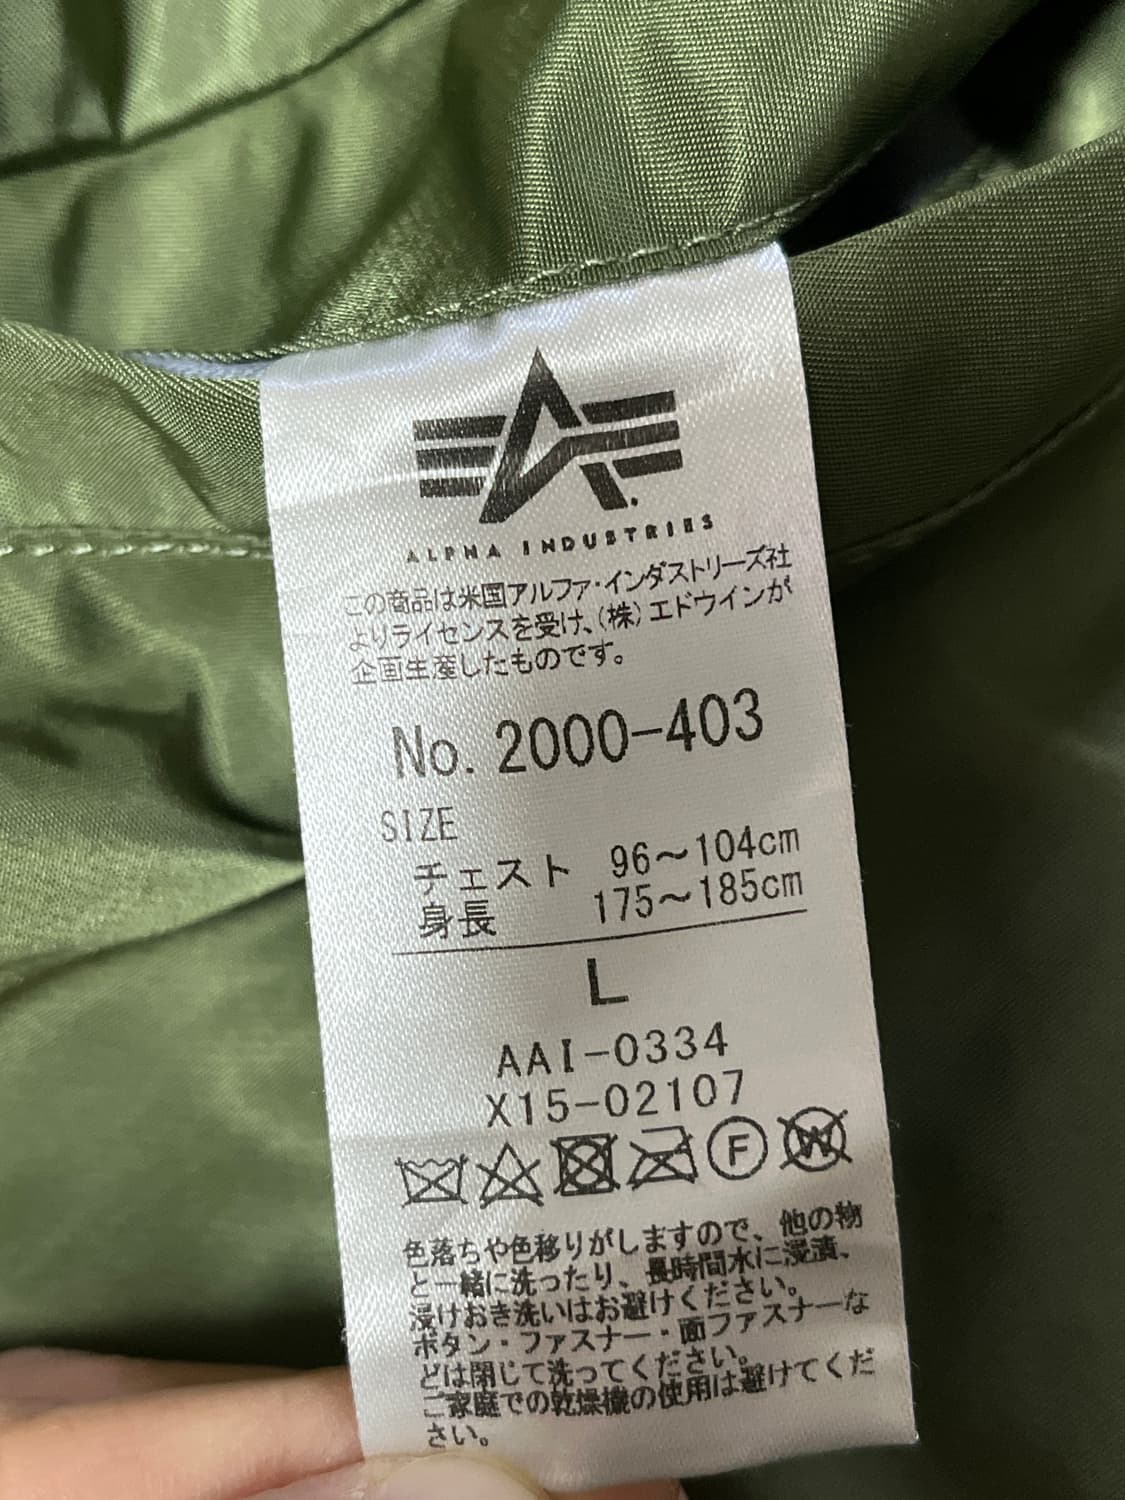 ALPHA INDUSTRIES
この商品は米国アルファ・インダストリーズ社
よりライセンスを受け、(株)エドウインが
企画生産したものです。
No. 2000-403
SIZE
チェスト 96~104cm
身長 175~185cm
L
AAI-0334
X15-02107
F W
色落ちや色移りがしますので、他の物
と一緒に洗ったり、長時間水に浸漬、
浸けおき洗いはお避けください。
ボタン・ファスナー・面ファスナーな
どは閉じて洗ってください。
ご家庭での乾燥機の使用は避けてくだ
さい。